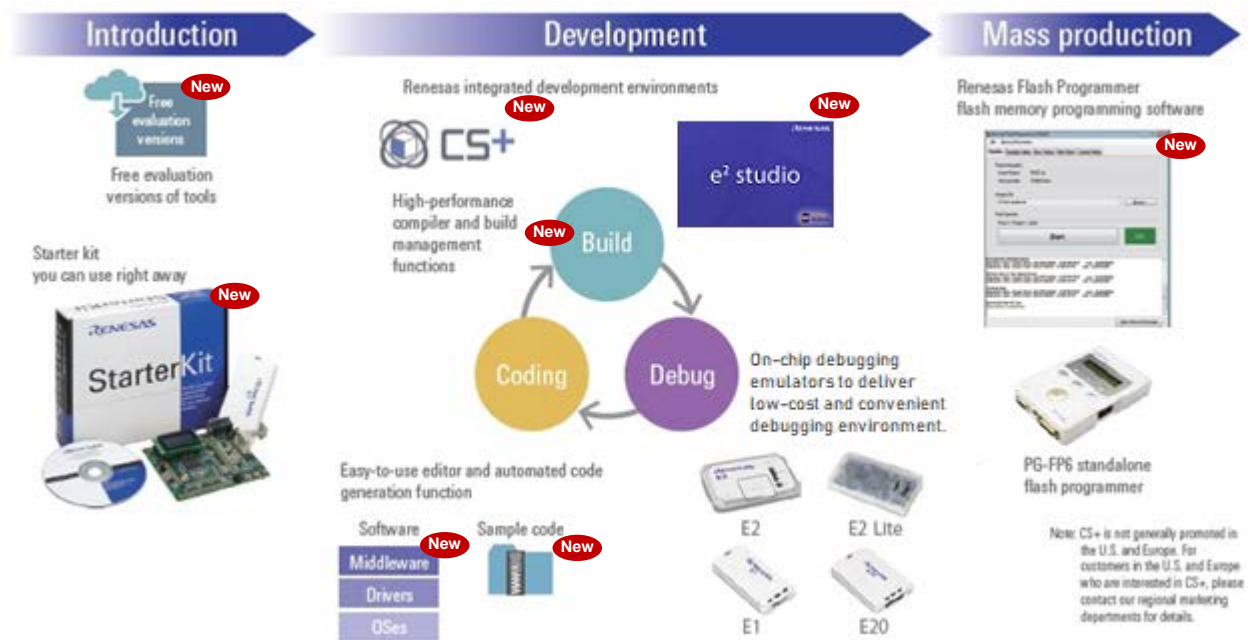 Introduction
Development
Mass production
New
Free
evaluation
versions
Free evaluation
versions of tools
Starter kit
you can use right away
New
RENESAS
StarterKit
Renesas integrated development environments
New
CS+
New
RENESAS
e² studio
High-performance
compiler and build
management
functions
New
Build
Coding
Debug
On-chip debugging
emulators to deliver
low-cost and convenient
debugging environment.
Easy-to-use editor and automated code
generation function
Software
New
Middleware
Drivers
OSes
Sample code
New
E2
E2 Lite
E1
E20
Renesas Flash Programmer
flash memory programming software
New
Start
PG-FP6 standalone
flash programmer
Note: CS+ is not generally promoted in
the U.S. and Europe. For
customers in the U.S. and Europe
who are interested in CS+, please
contact our regional marketing
departments for details.